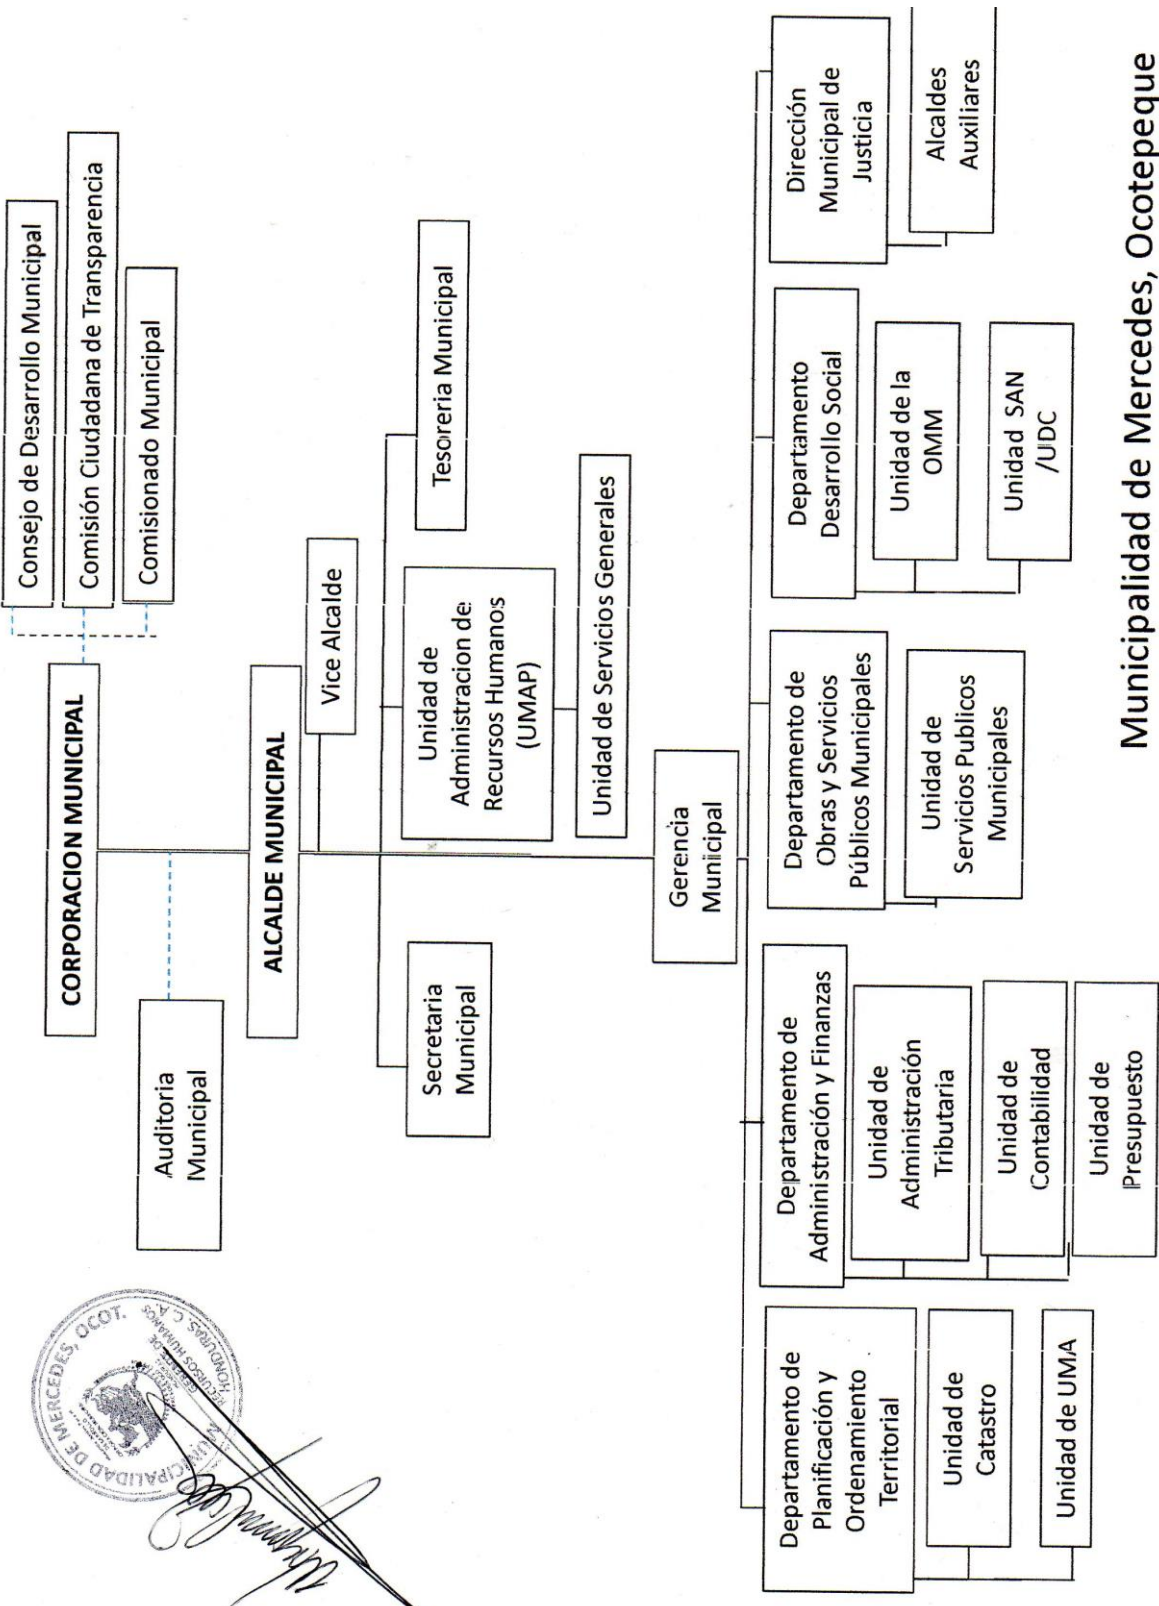 Consejo de Desarrollo Municipal
CORPORACION MUNICIPAL
Comisión Ciudadana de Transparencia
Comisionado Municipal
Auditoria
Municipal
ALCALDE MUNICIPAL
Vice Alcalde
Secretaria
Municipal
Unidad de
Administracion de
Recursos Humanos
(UMAP)
Tesoreria Municipal
Unidad de Servicios Generales
Gerencia
Municipal
Departamento de
Planificación y
Ordenamiento
Territorial
Unidad de
Catastro
Unidad de UMA
Departamento de
Administración y Finanzas
Unidad de
Administración
Tributaria
Unidad de
Contabilidad
Unidad de
Presupuesto
Departamento de
Obras y Servicios
Públicos Municipales
Unidad de
Servicios Publicos
Municipales
Departamento
Desarrollo Social
Unidad de la
OMM
Unidad SAN
/UDC
Dirección
Municipal de
Justicia
Alcaldes
Auxiliares
Municipalidad de Mercedes, Ocotepeque
MUNICIPALIDAD DE MERCEDES, OCOT.
HONDURAS, C. A.
GERENTE DE
RECURSOS HUMANOS